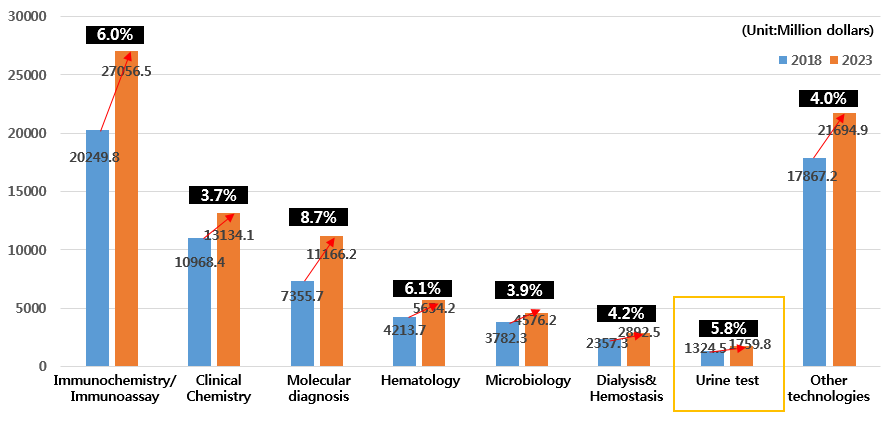 30000
25000
20000
15000
10000
5000
0
(Unit:Million dollars)
2018 2023
6.0%
27056.5
20249.8
3.7%
13134.1
10968.4
8.7%
11166.2
7355.7
6.1%
5634.2
4213.7
3.9%
4576.2
3782.3
4.2%
2892.5
2357.3
5.8%
1759.8
1324.5
4.0%
21694.9
17867.2
Immunochemistry/
Immunoassay
Clinical
Chemistry
Molecular
diagnosis
Hematology
Microbiology
Dialysis&
Hemostasis
Urine test
Other
technologies